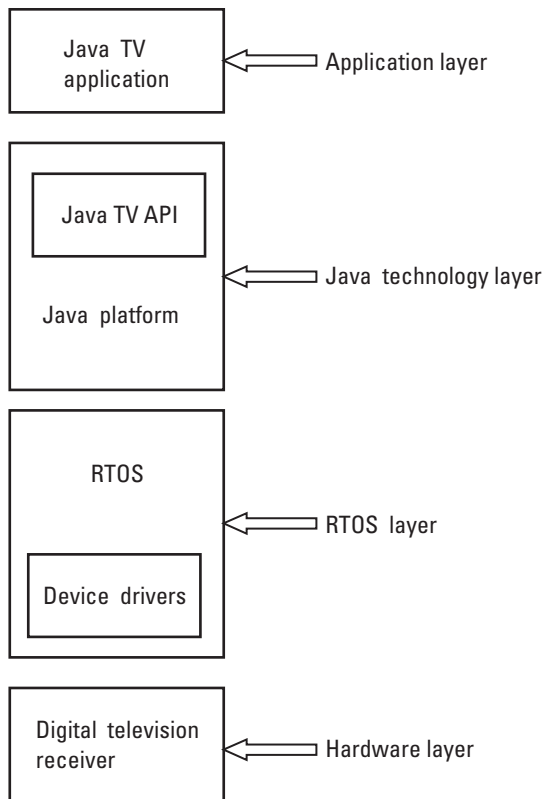 Java TV
application
Application layer
Java TV API
Java technology layer
Java platform
RTOS
RTOS layer
Device drivers
Digital television
receiver
Hardware layer